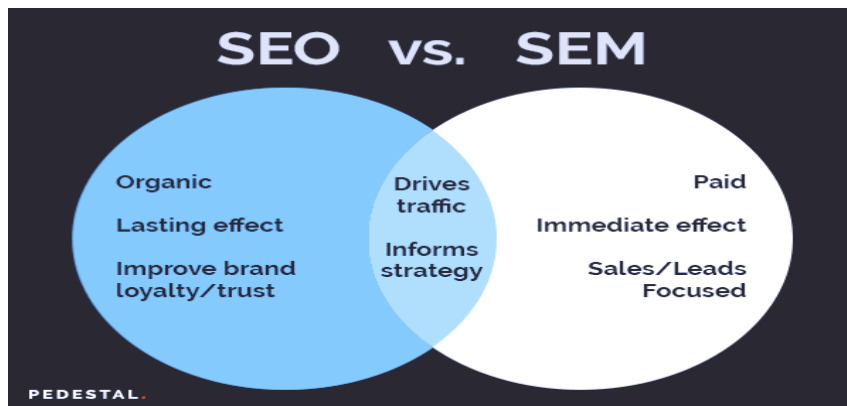 SEO vs. SEM
Organic
Lasting effect
Improve brand
loyalty/trust
Drives
traffic
Informs
strategy
Paid
Immediate effect
Sales/Leads
Focused
PEDESTAL.